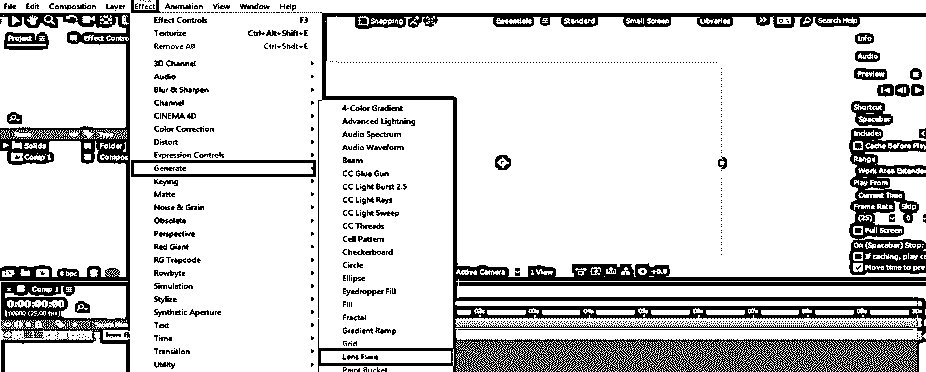 File Edit Composition Layer Effect Animation View Window Help
Effect Controls F3
Texturize Ctrl+Alt+Shift+E
Remove All Ctrl+Shift+E
3D Channel
Audio
Blur & Sharpen
Channel
CINEMA 4D
Color Correction
Distort
Expression Controls
Generate
Keying
Matte
Noise & Grain
Obsolete
Perspective
Red Giant
RG Trapcode
Rowbyte
Simulation
Stylize
Synthetic Aperture
Text
Time
Transition
Utility
4-Color Gradient
Advanced Lightning
Audio Spectrum
Audio Waveform
Beam
CC Glue Gun
CC Light Burst 2.5
CC Light Rays
CC Light Sweep
CC Threads
Cell Pattern
Checkerboard
Circle
Ellipse
Eyedropper Fill
Fill
Fractal
Gradient Ramp
Grid
Lens Flare
Paint Bucket
Project
Effect Contro
Solids
Folder
Comp 1
Compos
8 bpc
Comp 1
0:00:00:00
00000 (25.00 fps)
Snapping
Essentials Standard Small Screen Libraries Search Help
Active Camera 1 View +0.0
Info
Audio
Preview
Shortcut
Spacebar
Include:
Cache Before Play
Range
Work Area Extended
Play From
Current Time
Frame Rate Skip
(25) 0
Full Screen
On (Spacebar) Stop:
If caching, play c
Move time to pre